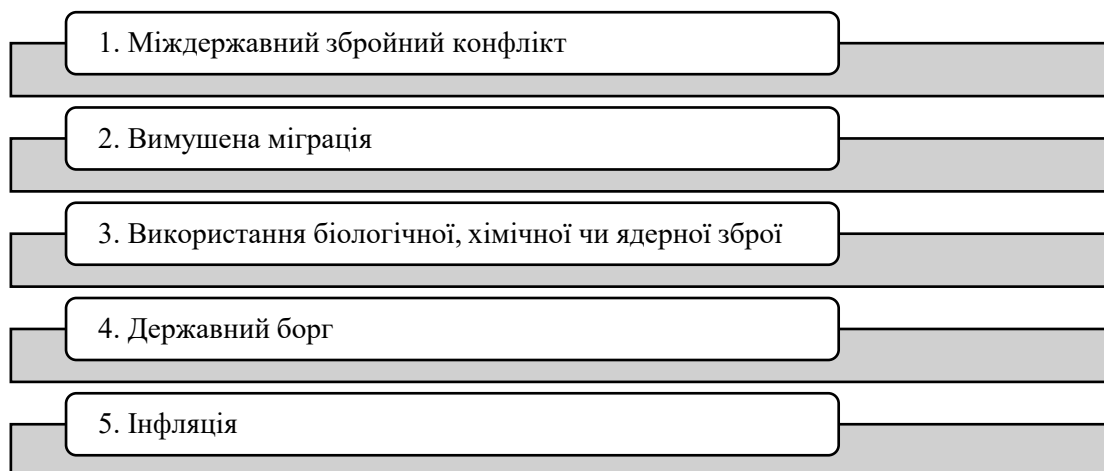 1. Міждержавний збройний конфлікт
2. Вимушена міграція
3. Використання біологічної, хімічної чи ядерної зброї
4. Державний борг
5. Інфляція